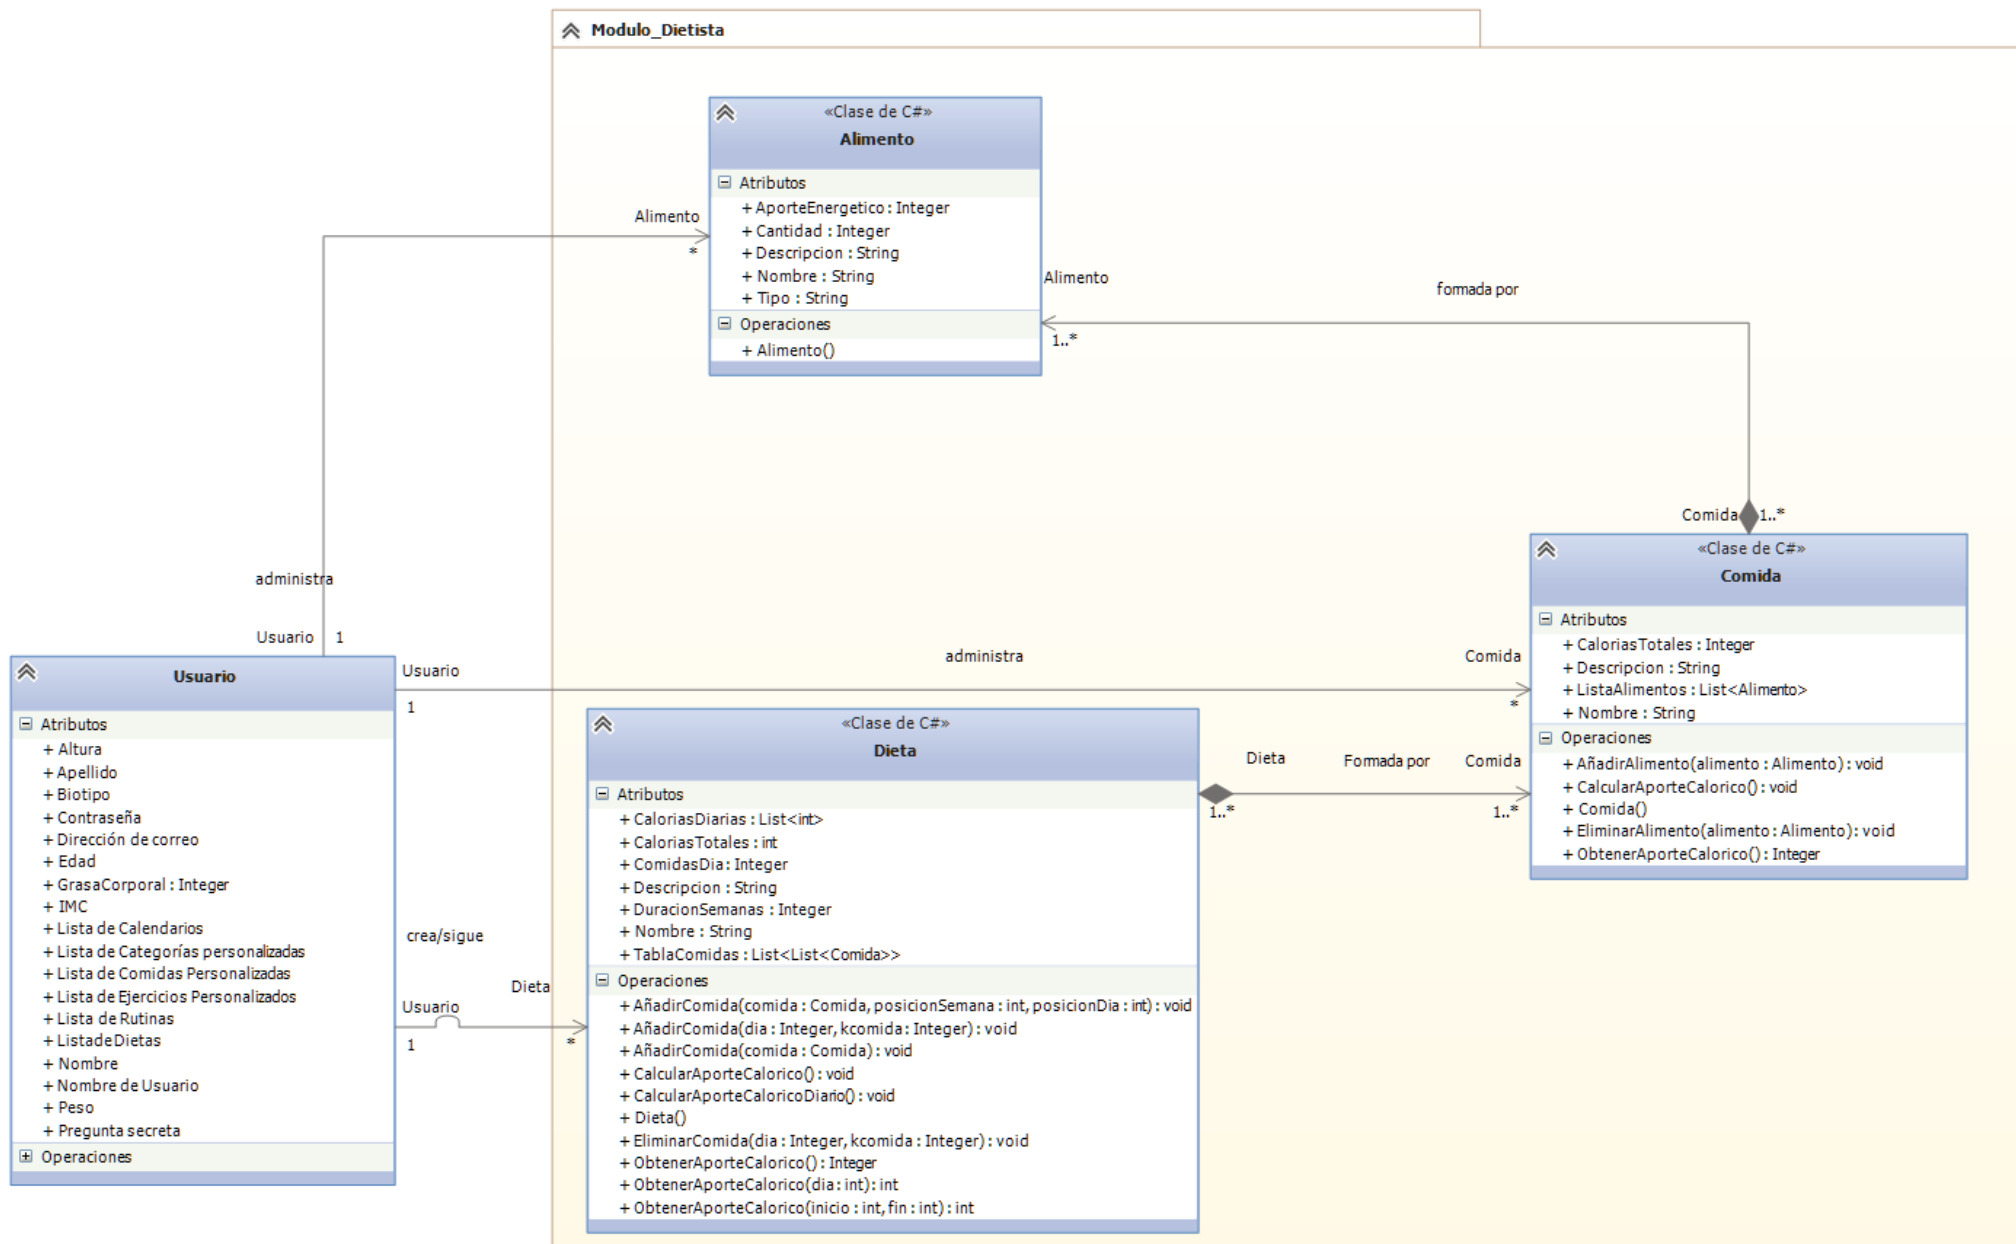 Modulo_Dietista
«Clase de C#»
Alimento
Atributos
+ AporteEnergetico : Integer
+ Cantidad : Integer
+ Descripcion : String
+ Nombre : String
+ Tipo : String
Operaciones
+ Alimento()
Alimento
*
Alimento
1..*
formada por
Comida
1..*
administra
Usuario
1
«Clase de C#»
Comida
Atributos
+ CaloriasTotales : Integer
+ Descripcion : String
+ ListaAlimentos : List<Alimento>
+ Nombre : String
Operaciones
+ AñadirAlimento(alimento : Alimento) : void
+ CalcularAporteCalorico() : void
+ Comida()
+ EliminarAlimento(alimento : Alimento) : void
+ ObtenerAporteCalorico() : Integer
Usuario
1
administra
Comida
*
Usuario
Atributos
+ Altura
+ Apellido
+ Biotipo
+ Contraseña
+ Dirección de correo
+ Edad
+ GrasaCorporal : Integer
+ IMC
+ Lista de Calendarios
+ Lista de Categorías personalizadas
+ Lista de Comidas Personalizadas
+ Lista de Ejercicios Personalizados
+ Lista de Rutinas
+ ListadeDietas
+ Nombre
+ Nombre de Usuario
+ Peso
+ Pregunta secreta
Operaciones
crea/sigue
Usuario
1
Dieta
*
«Clase de C#»
Dieta
Atributos
+ CaloriasDiarias : List<int>
+ CaloriasTotales : int
+ ComidasDia : Integer
+ Descripcion : String
+ DuracionSemanas : Integer
+ Nombre : String
+ TablaComidas : List<List<Comida>>
Operaciones
+ AñadirComida(comida : Comida, posicionSemana : int, posicionDia : int) : void
+ AñadirComida(dia : Integer, kcomida : Integer) : void
+ AñadirComida(comida : Comida) : void
+ CalcularAporteCalorico() : void
+ CalcularAporteCaloricoDiario() : void
+ Dieta()
+ EliminarComida(dia : Integer, kcomida : Integer) : void
+ ObtenerAporteCalorico() : Integer
+ ObtenerAporteCalorico(dia : int) : int
+ ObtenerAporteCalorico(inicio : int, fin : int) : int
Dieta
1..*
Formada por
Comida
1..*